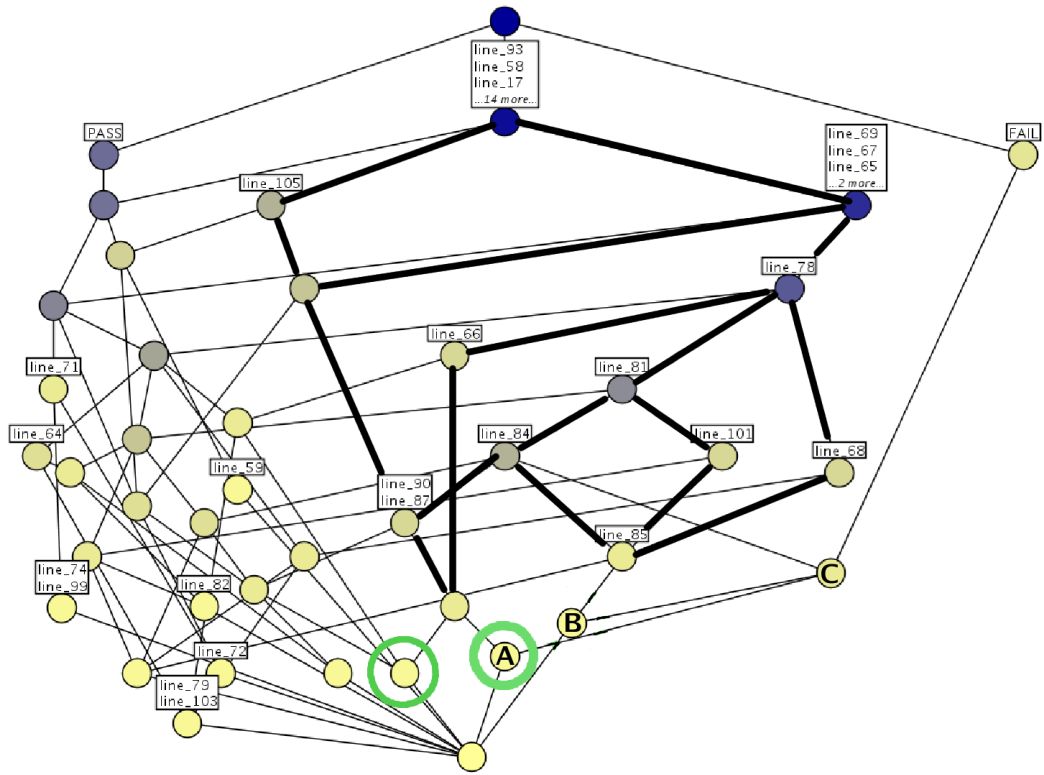 line_93
line_58
line_17
...14 more...
PASS
line_69
line_67
line_65
...2 more...
FAIL
line_105
line_78
line_66
line_71
line_81
line_64
line_84
line_101
line_68
line_59
line_90
line_87
line_85
line_74
line_99
line_82
C
B
A
line_72
line_79
line_103